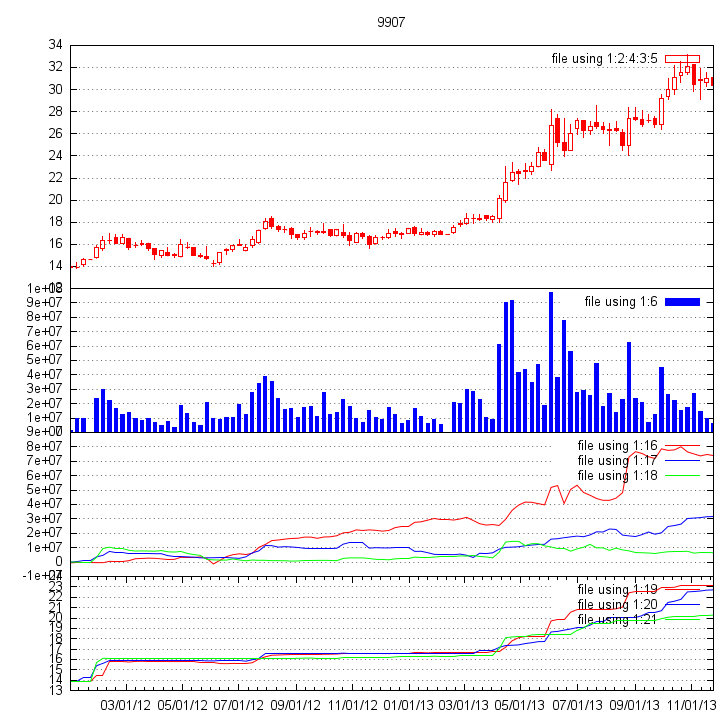 9907
34
file using 1:2:4:3:5
32
30
28
26
24
22
20
18
16
14
1e+08
file using 1:6
9e+07
8e+07
7e+07
6e+07
5e+07
4e+07
3e+07
2e+07
1e+07
9e+07
file using 1:16
8e+07
file using 1:17
7e+07
file using 1:18
6e+07
5e+07
4e+07
3e+07
2e+07
1e+07
0
-1e+07
23
file using 1:19
22
file using 1:20
21
file using 1:21
20
19
18
17
16
15
14
13
03/01/12 05/01/12 07/01/12 09/01/12 11/01/12 01/01/13 03/01/13 05/01/13 07/01/13 09/01/13 11/01/13